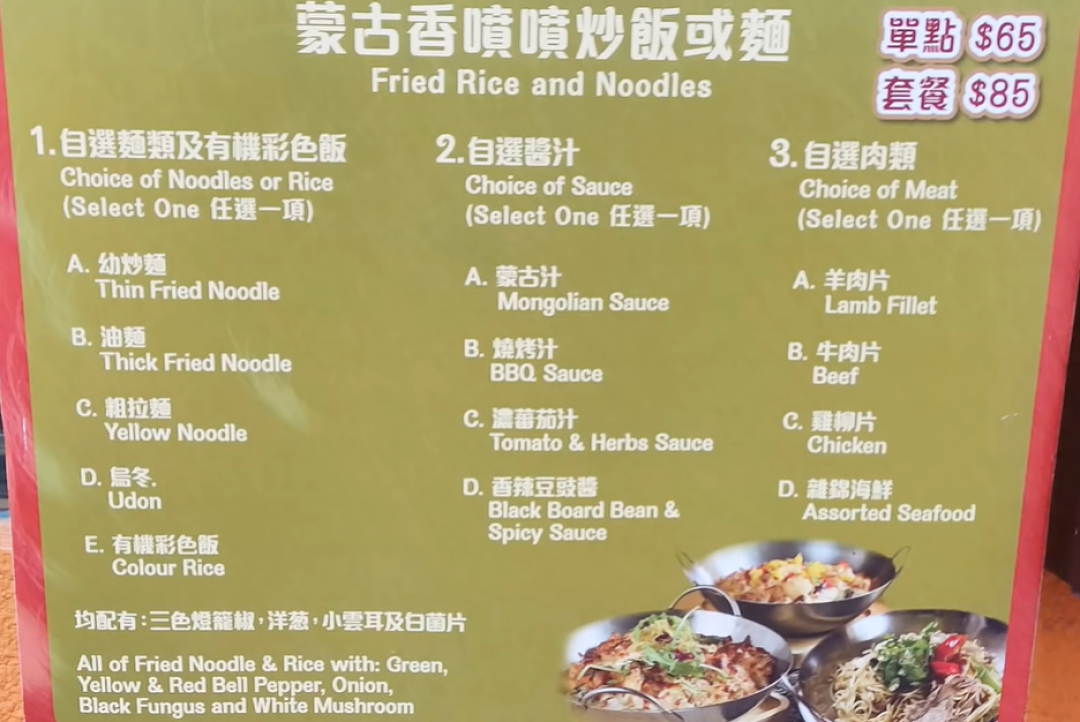 蒙古香噴噴炒飯或麵
Fried Rice and Noodles
單點 $65
套餐 $85
1.自選麵類及有機彩色飯
Choice of Noodles or Rice
(Select One 任選一項)
A. 幼炒麵
Thin Fried Noodle
B. 油麵
Thick Fried Noodle
C. 粗拉麵
Yellow Noodle
D. 烏冬.
Udon
E. 有機彩色飯
Colour Rice
2.自選醬汁
Choice of Sauce
(Select One 任選一項)
A. 蒙古汁
Mongolian Sauce
B. 燒烤汁
BBQ Sauce
C. 濃蕃茄汁
Tomato & Herbs Sauce
D. 香辣豆豉醬
Black Board Bean &
Spicy Sauce
3.自選肉類
Choice of Meat
(Select One 任選一項)
A. 羊肉片
Lamb Fillet
B. 牛肉片
Beef
C. 雞柳片
Chicken
D. 雜錦海鮮
Assorted Seafood
均配有:三色燈籠椒,洋葱,小雲耳及白菌片
All of Fried Noodle & Rice with: Green,
Yellow & Red Bell Pepper, Onion,
Black Fungus and White Mushroom